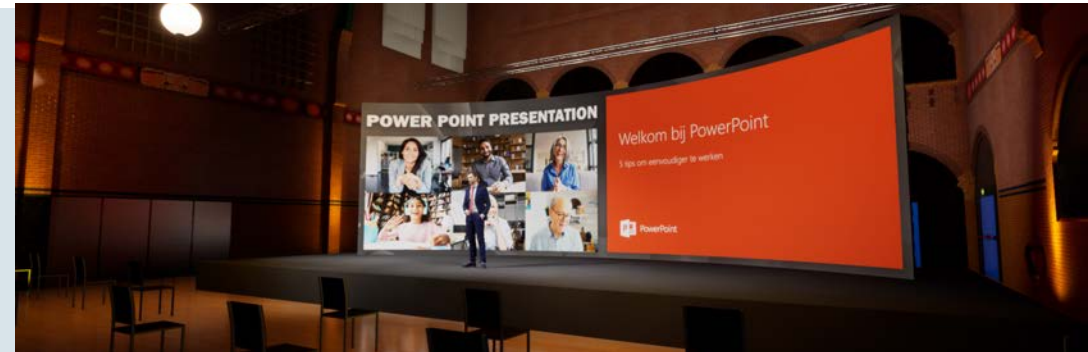 POWER POINT PRESENTATION
Welkom bij PowerPoint
5 tips om eenvoudiger te werken
PowerPoint